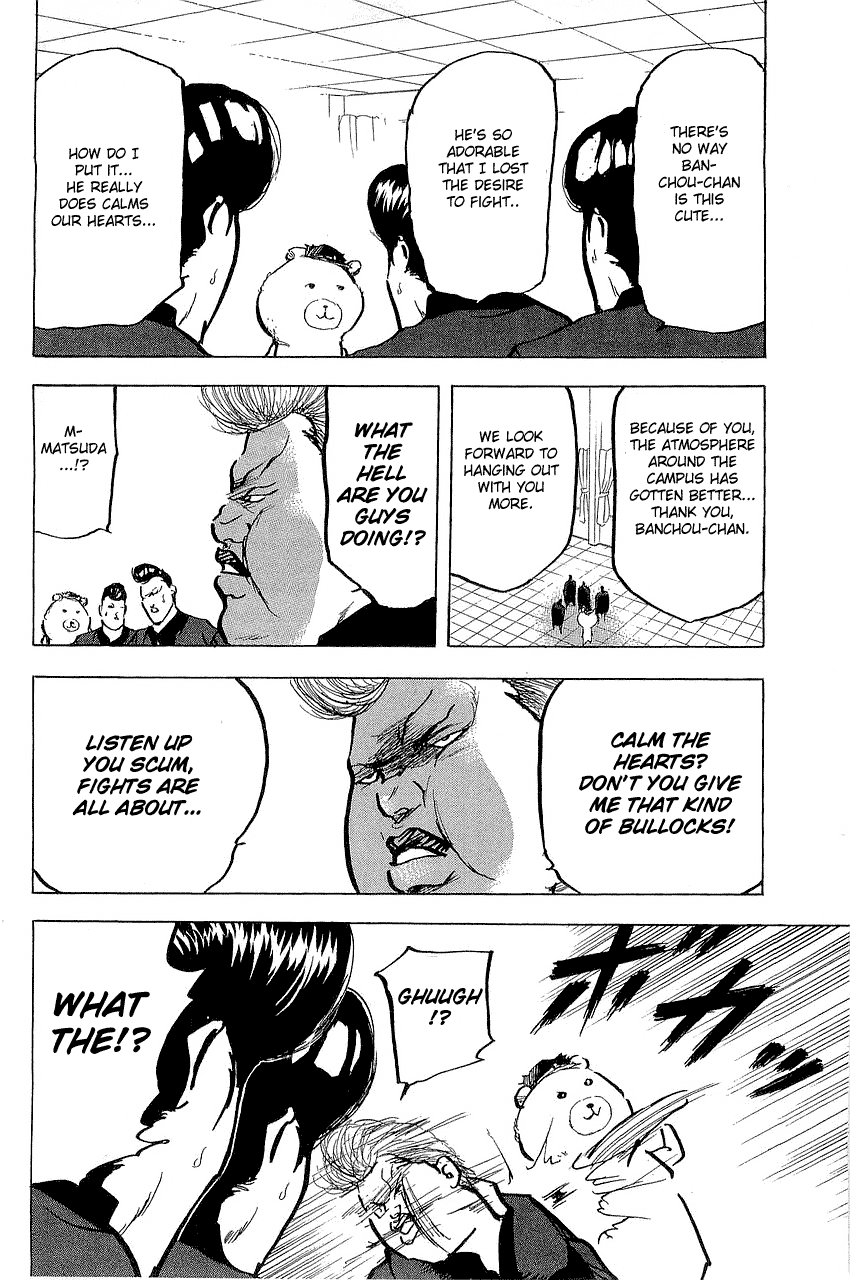 THERE'S
NO WAY
BAN-
CHOU-CHAN
IS THIS
CUTE...
HE'S SO
ADORABLE
THAT I LOST
THE DESIRE
TO FIGHT..
HOW DO I
PUT IT...
HE REALLY
DOES CALMS
OUR HEARTS...
BECAUSE OF YOU,
THE ATMOSPHERE
AROUND THE
CAMPUS HAS
GOTTEN BETTER...
THANK YOU,
BANCHOU-CHAN.
WE LOOK
FORWARD TO
HANGING OUT
WITH YOU
MORE.
WHAT
THE
HELL
ARE YOU
GUYS
DOING!?
M-
MATSUDA
...!?
CALM THE
HEARTS?
DON'T YOU GIVE
ME THAT KIND
OF BULLOCKS!
LISTEN UP
YOU SCUM,
FIGHTS ARE
ALL ABOUT...
GHUUGH
!?
WHAT
THE!?